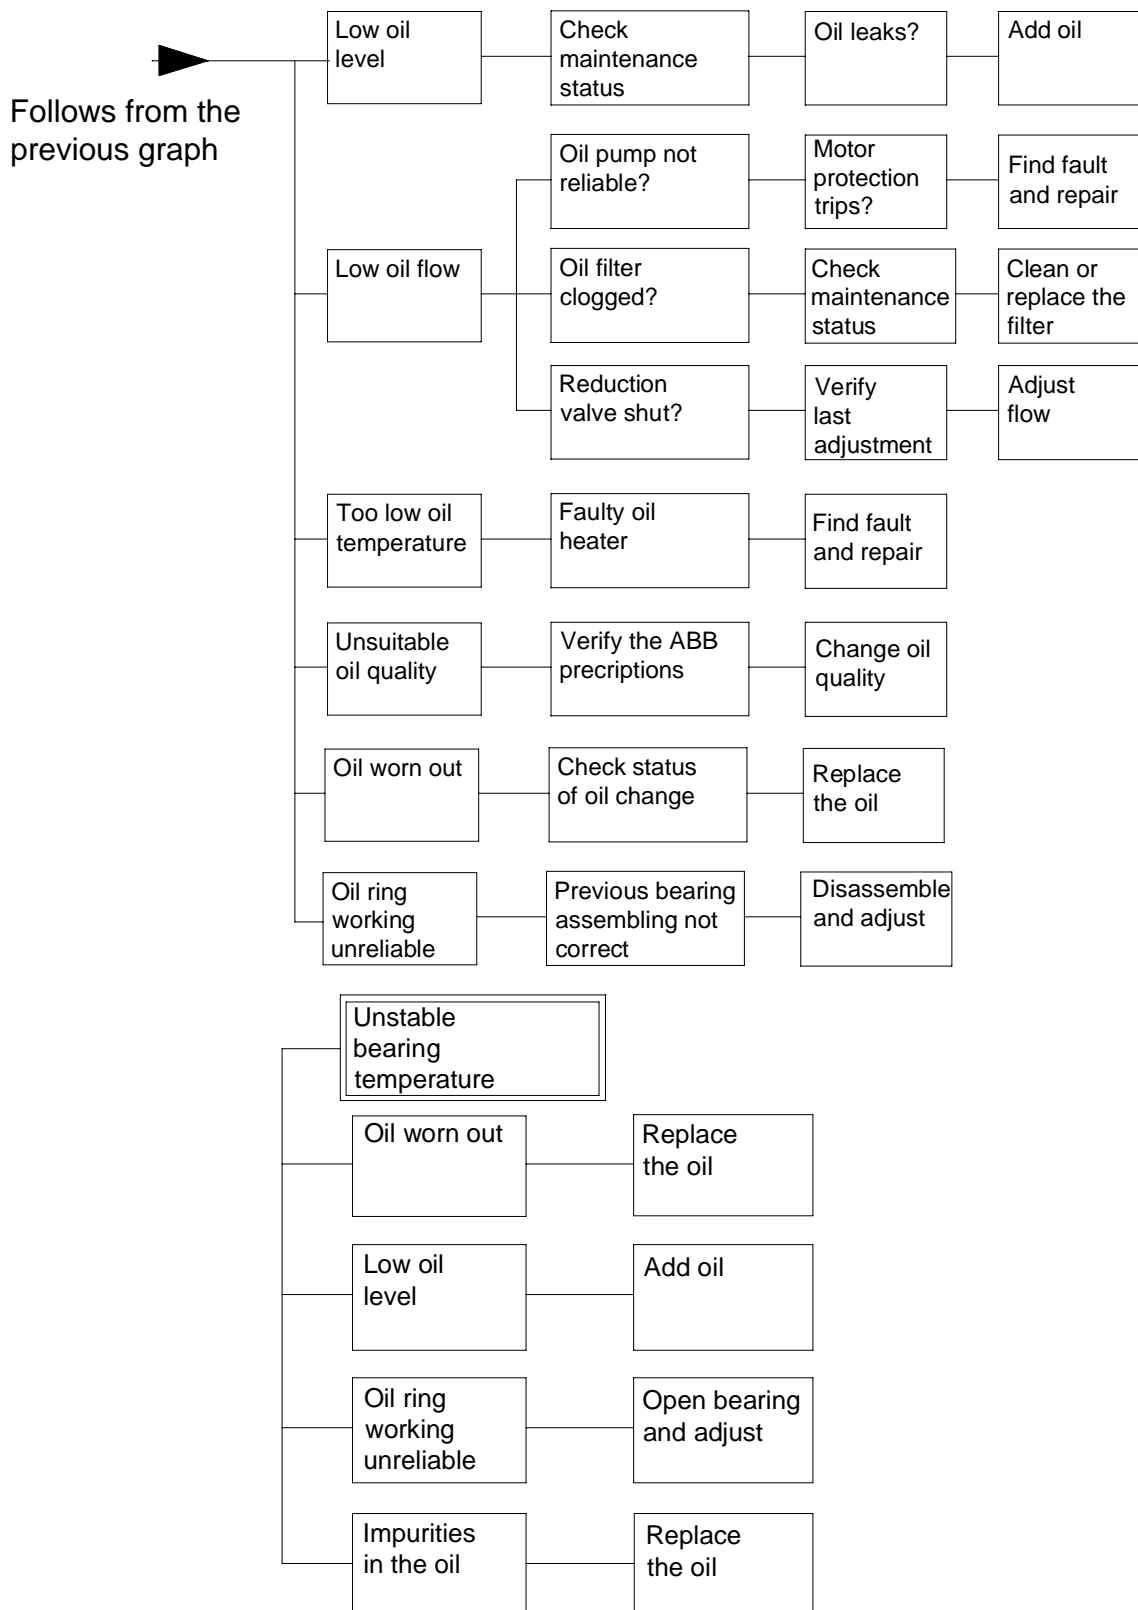 Follows from the
previous graph
Low oil
level
Check
maintenance
status
Oil leaks?
Add oil
Low oil flow
Oil pump not
reliable?
Motor
protection
trips?
Find fault
and repair
Oil filter
clogged?
Check
maintenance
status
Clean or
replace the
filter
Reduction
valve shut?
Verify
last
adjustment
Adjust
flow
Too low oil
temperature
Faulty oil
heater
Find fault
and repair
Unsuitable
oil quality
Verify the ABB
precriptions
Change oil
quality
Oil worn out
Check status
of oil change
Replace
the oil
Oil ring
working
unreliable
Previous bearing
assembling not
correct
Disassemble
and adjust
Unstable
bearing
temperature
Oil worn out
Replace
the oil
Low oil
level
Add oil
Oil ring
working
unreliable
Open bearing
and adjust
Impurities
in the oil
Replace
the oil